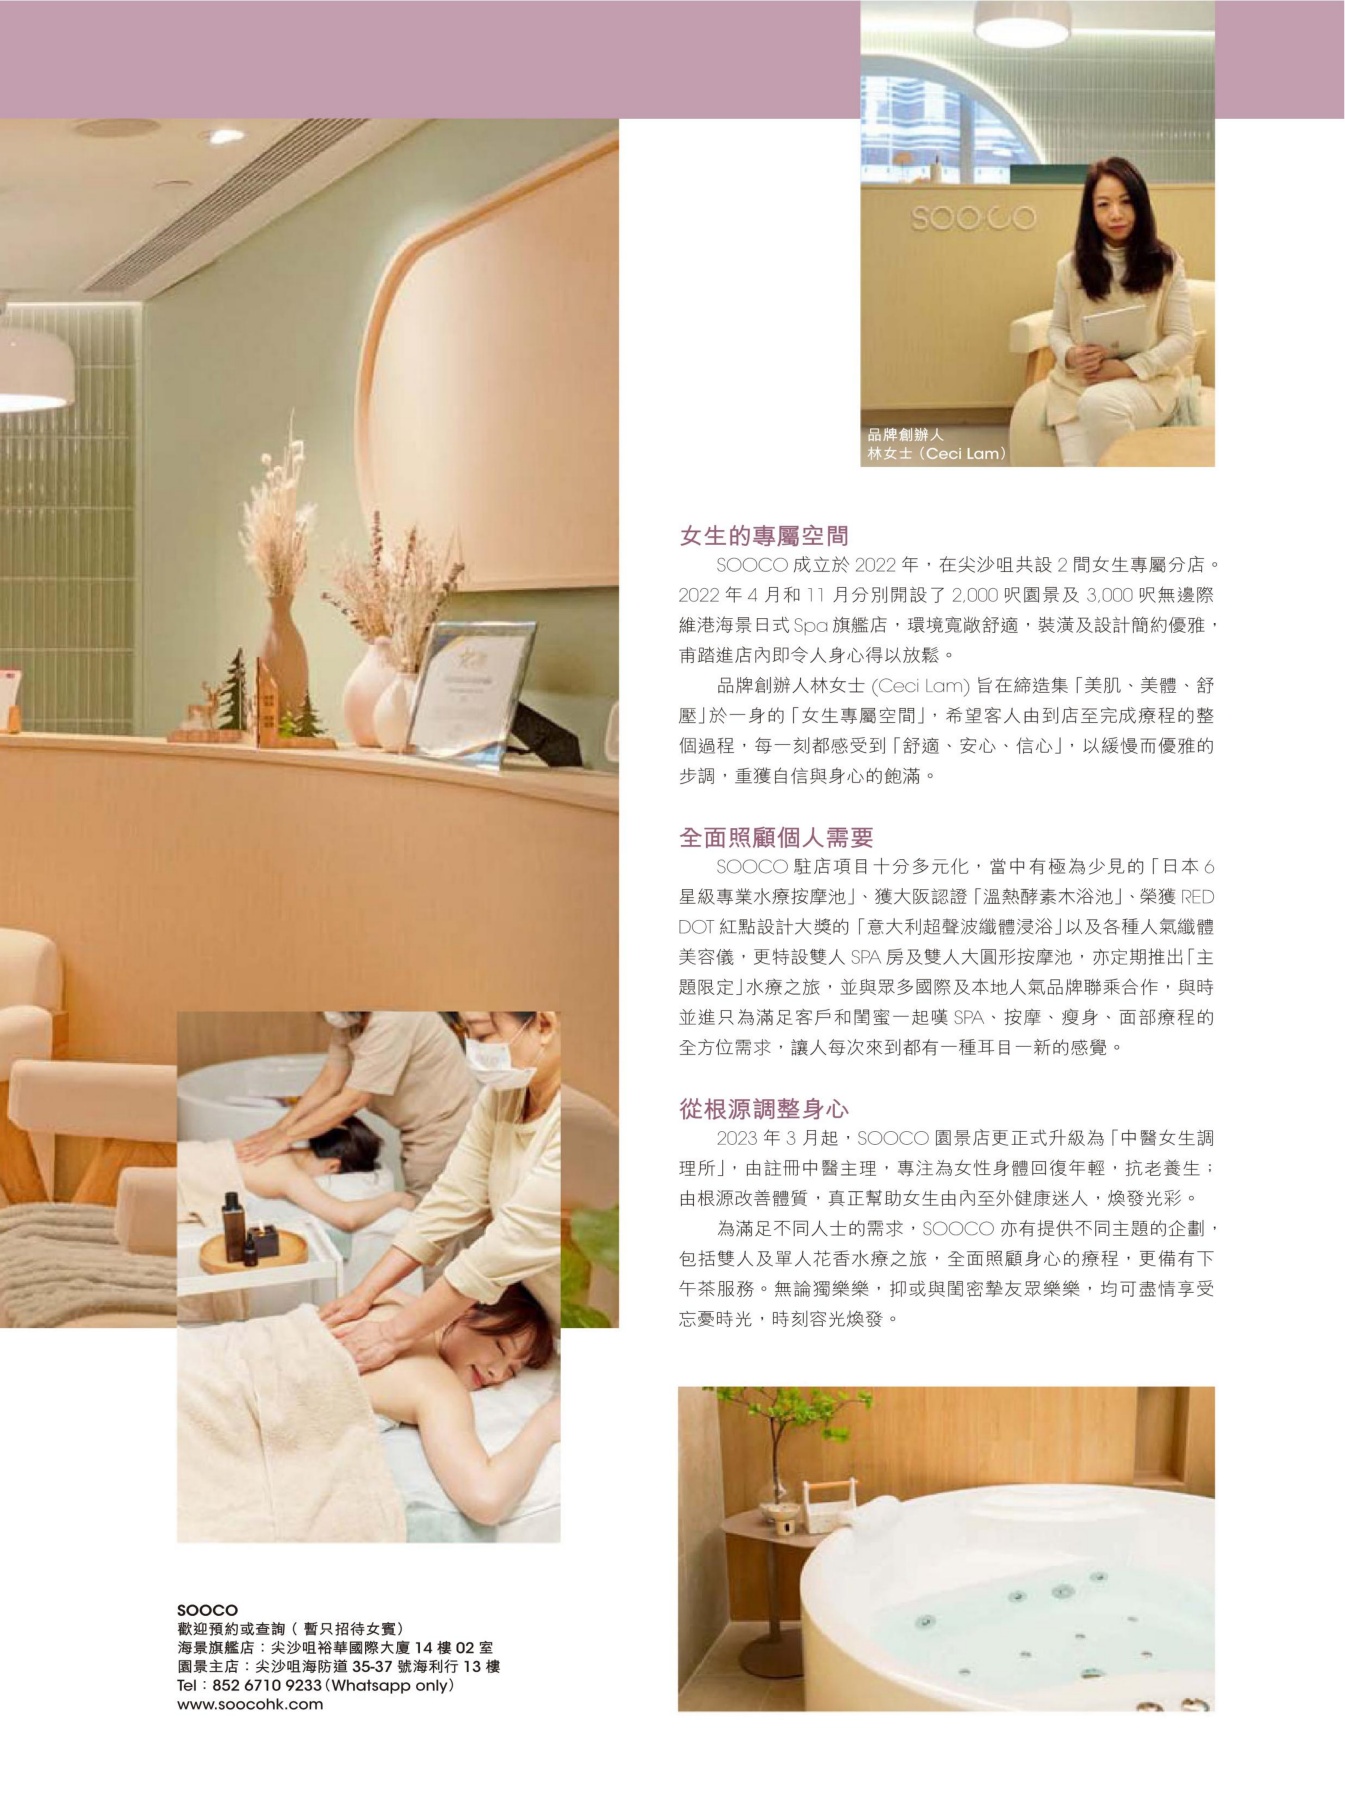 SOOCO
品牌創辦人
林女士（Ceci Lam）
女生的專屬空間
SOOCO 成立於 2022 年，在尖沙咀共設 2 間女生專屬分店。
2022 年 4 月和 11 月分別開設了 2,000 呎園景及 3,000 呎無邊際
維港海景日式 Spa 旗艦店，環境寬敞舒適，裝潢及設計簡約優雅，
甫踏進店內即令人身心得以放鬆。
品牌創辦人林女士 (Ceci Lam) 旨在締造集「美肌、美體、舒
壓」於一身的「女生專屬空間」，希望客人由到店至完成療程的整
個過程，每一刻都感受到「舒適、安心、信心」，以緩慢而優雅的
步調，重獲自信與身心的飽滿。
全面照顧個人需要
SOOCO 駐店項目十分多元化，當中有極為少見的「日本 6
星級專業水療按摩池」、獲大阪認證「溫熱酵素木浴池」、榮獲 RED
DOT 紅點設計大獎的「意大利超聲波纖體浸浴」以及各種人氣纖體
美容儀，更特設雙人 SPA 房及雙人大圓形按摩池，亦定期推出「主
題限定」水療之旅，並與眾多國際及本地人氣品牌聯乘合作，與時
並進只為滿足客戶和閨蜜一起嘆 SPA、按摩、瘦身、面部療程的
全方位需求，讓人每次來到都有一種耳目一新的感覺。
從根源調整身心
2023 年 3 月起，SOOCO 園景店更正式升級為「中醫女生調
理所」，由註冊中醫主理，專注為女性身體回復年輕，抗老養生；
由根源改善體質，真正幫助女生由內至外健康迷人，煥發光彩。
為滿足不同人士的需求，SOOCO 亦有提供不同主題的企劃，
包括雙人及單人花香水療之旅，全面照顧身心的療程，更備有下
午茶服務。無論獨樂樂，抑或與閨密摯友眾樂樂，均可盡情享受
忘憂時光，時刻容光煥發。
SOOCO
歡迎預約或查詢（ 暫只招待女賓）
海景旗艦店：尖沙咀裕華國際大廈 14 樓 02 室
園景主店：尖沙咀海防道 35-37 號海利行 13 樓
Tel：852 6710 9233（Whatsapp only）
www.soocohk.com